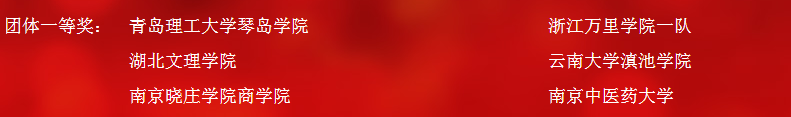 团体一等奖： 青岛理工大学琴岛学院 浙江万里学院一队
湖北文理学院 云南大学滇池学院
南京晓庄学院商学院 南京中医药大学